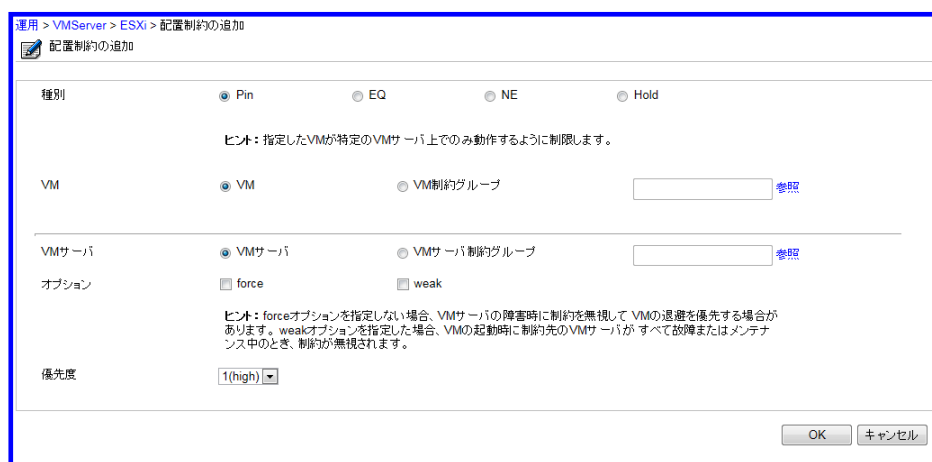 運用 > VMServer > ESXi > 配置制約の追加
配置制約の追加
種別 Pin EQ NE Hold
ヒント：指定したVMが特定のVMサーバ上でのみ動作するように制限します。
VM VM VM制約グループ 参照
VMサーバ VMサーバ VMサーバ制約グループ 参照
オプション force weak
ヒント：forceオプションを指定しない場合、VMサーバの障害時に制約を無視して VMの退避を優先する場合が
あります。weakオプションを指定した場合、VMの起動時に制約先のVMサーバが すべて故障またはメンテナ
ンス中のとき、制約が無視されます。
優先度 1(high)
OK キャンセル